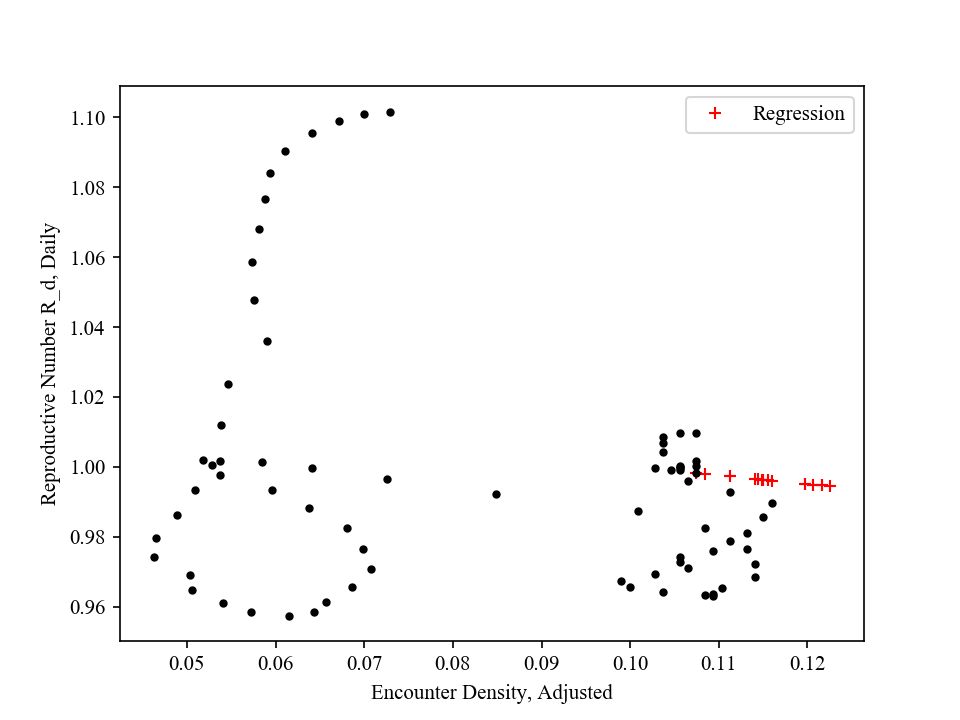 Regression
1.10
1.08
1.06
1.04
1.02
1.00
0.98
0.96
Reproductive Number R_d, Daily
0.05 0.06 0.07 0.08 0.09 0.10 0.11 0.12
Encounter Density, Adjusted